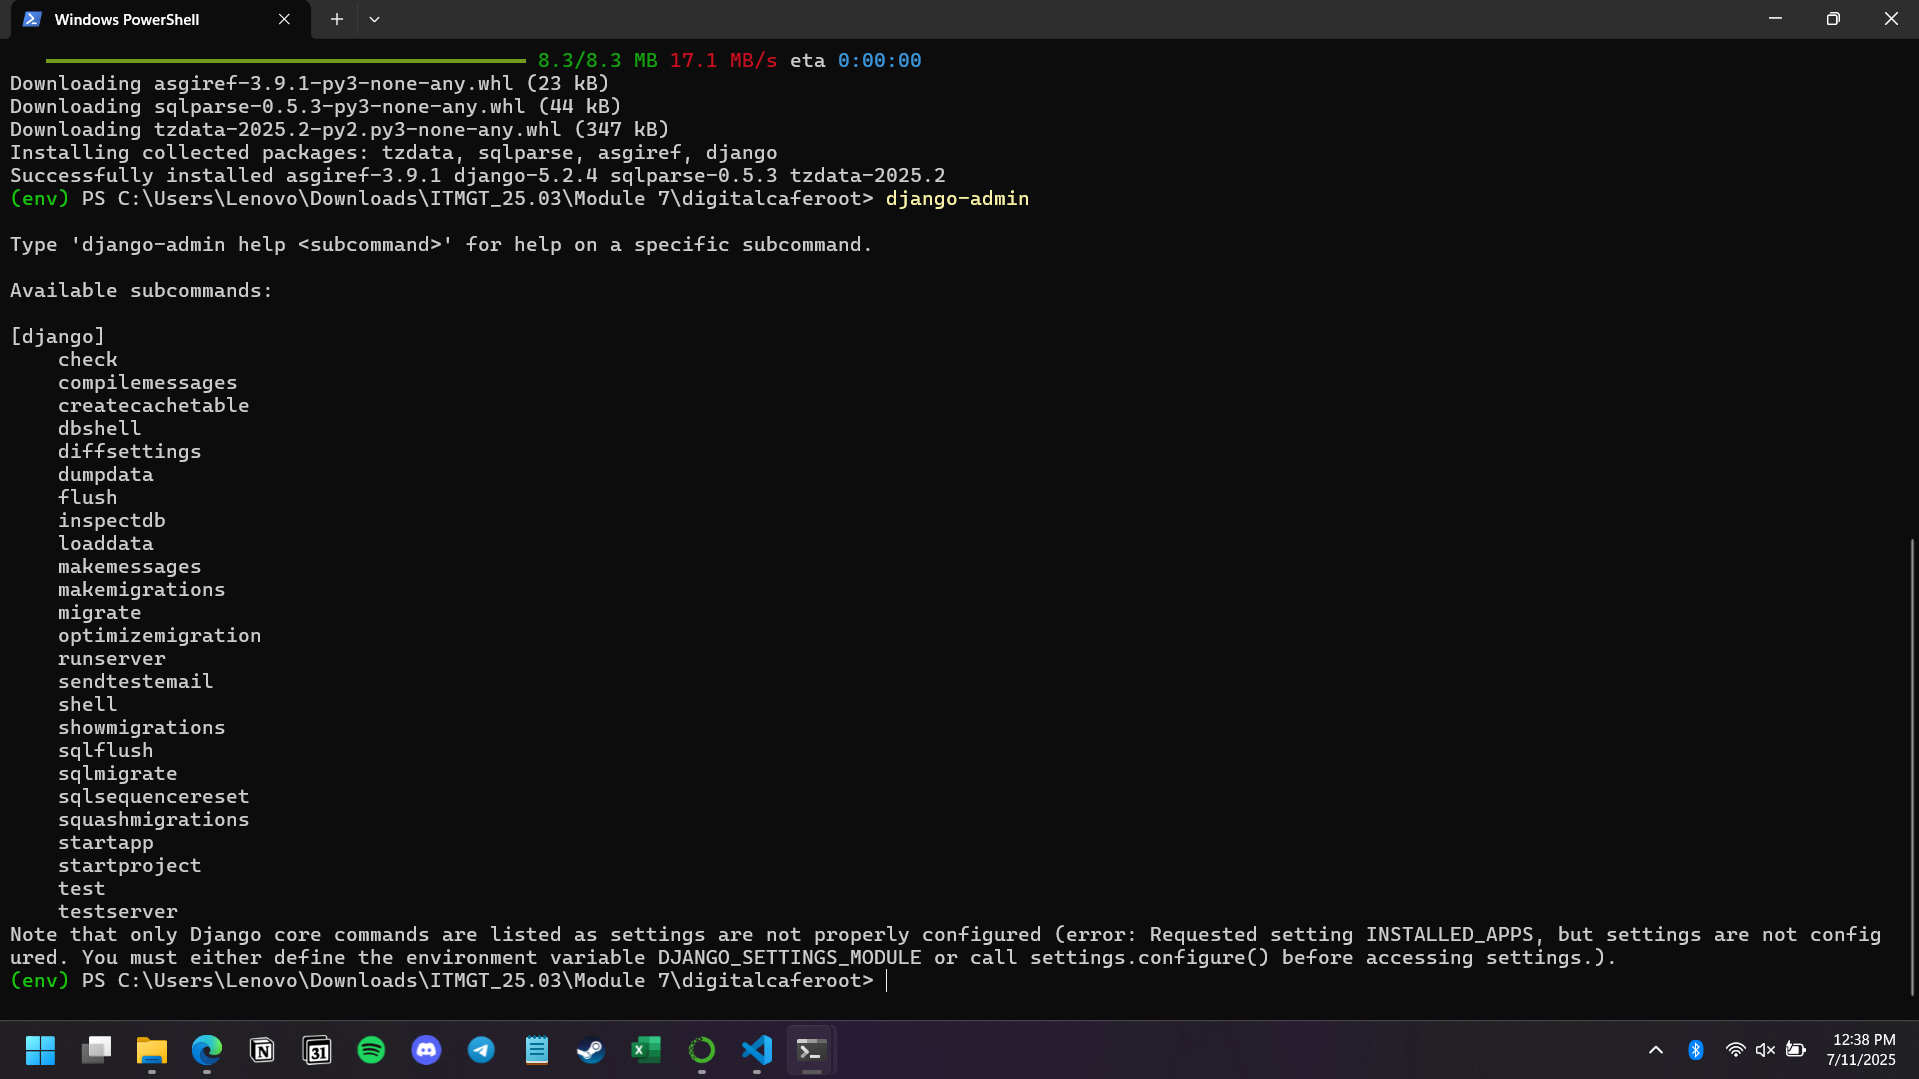 Windows PowerShell
8.3/8.3 MB 17.1 MB/s eta 0:00:00
Downloading asgiref-3.9.1-py3-none-any.whl (23 kB)
Downloading sqlparse-0.5.3-py3-none-any.whl (44 kB)
Downloading tzdata-2025.2-py2.py3-none-any.whl (347 kB)
Installing collected packages: tzdata, sqlparse, asgiref, django
Successfully installed asgiref-3.9.1 django-5.2.4 sqlparse-0.5.3 tzdata-2025.2
(env) PS C:\Users\Lenovo\Downloads\ITMGT_25.03\Module 7\digitalcaferoot> django-admin
Type 'django-admin help <subcommand>' for help on a specific subcommand.
Available subcommands:
[django]
check
compilemessages
createcachetable
dbshell
diffsettings
dumpdata
flush
inspectdb
loaddata
makemessages
makemigrations
migrate
optimizemigration
runserver
sendtestemail
shell
showmigrations
sqlflush
sqlmigrate
sqlsequencereset
squashmigrations
startapp
startproject
test
testserver
Note that only Django core commands are listed as settings are not properly configured (error: Requested setting INSTALLED_APPS, but settings are not config
ured. You must either define the environment variable DJANGO_SETTINGS_MODULE or call settings.configure() before accessing settings.).
(env) PS C:\Users\Lenovo\Downloads\ITMGT_25.03\Module 7\digitalcaferoot>
31
12:38 PM
7/11/2025